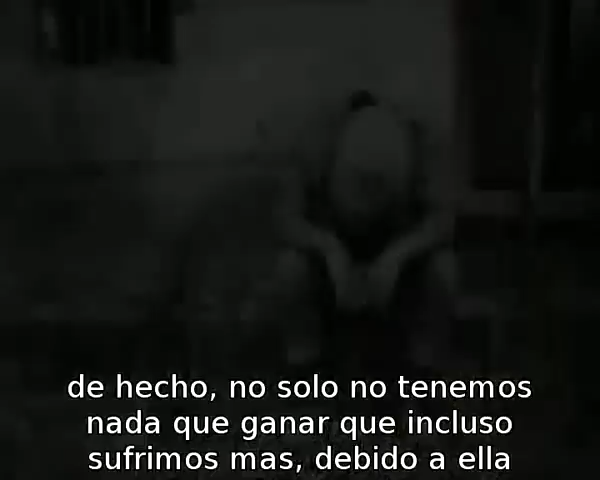 de hecho, no solo no tenemos
nada que ganar que incluso
sufrimos mas, debido a ella